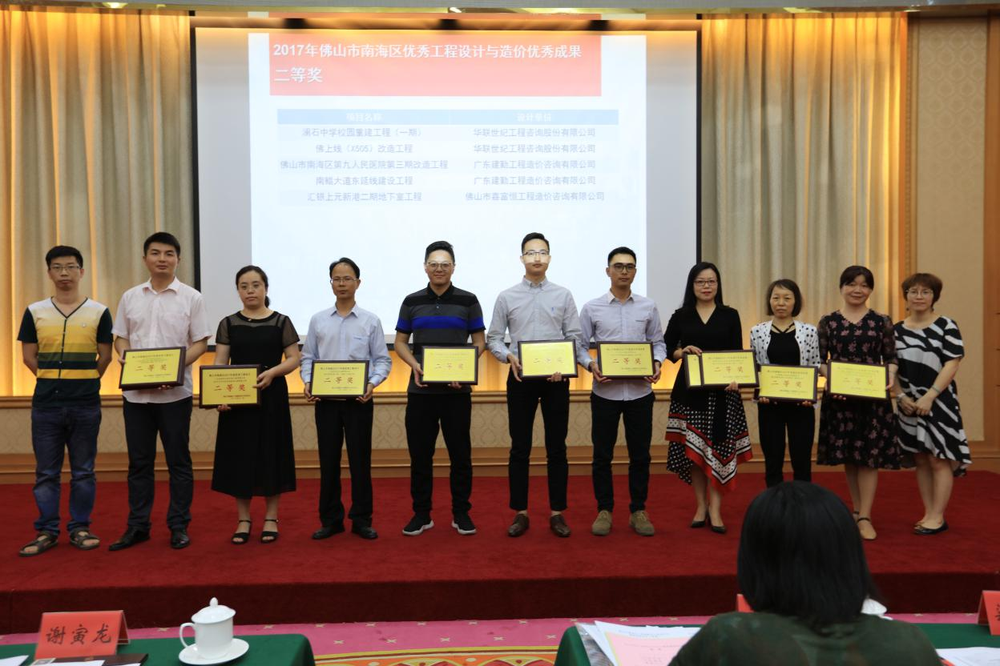 2017年佛山市南海区优秀工程设计与造价优秀成果
二等奖
项目名称 设计单位
澜石中学校园重建工程（一期） 华联世纪工程咨询股份有限公司
佛上线（X505）改造工程 华联世纪工程咨询股份有限公司
佛山市南海区第九人民医院第三期改造工程 广东建勤工程造价咨询有限公司
南鲲大道东延线建设工程 广东建勤工程造价咨询有限公司
汇银上元新港二期地下室工程 佛山市嘉富恒工程造价咨询有限公司
二等奖
二等奖
二等奖
二等奖
二等奖
二等奖
二等奖
二等奖
二等奖
谢寅龙